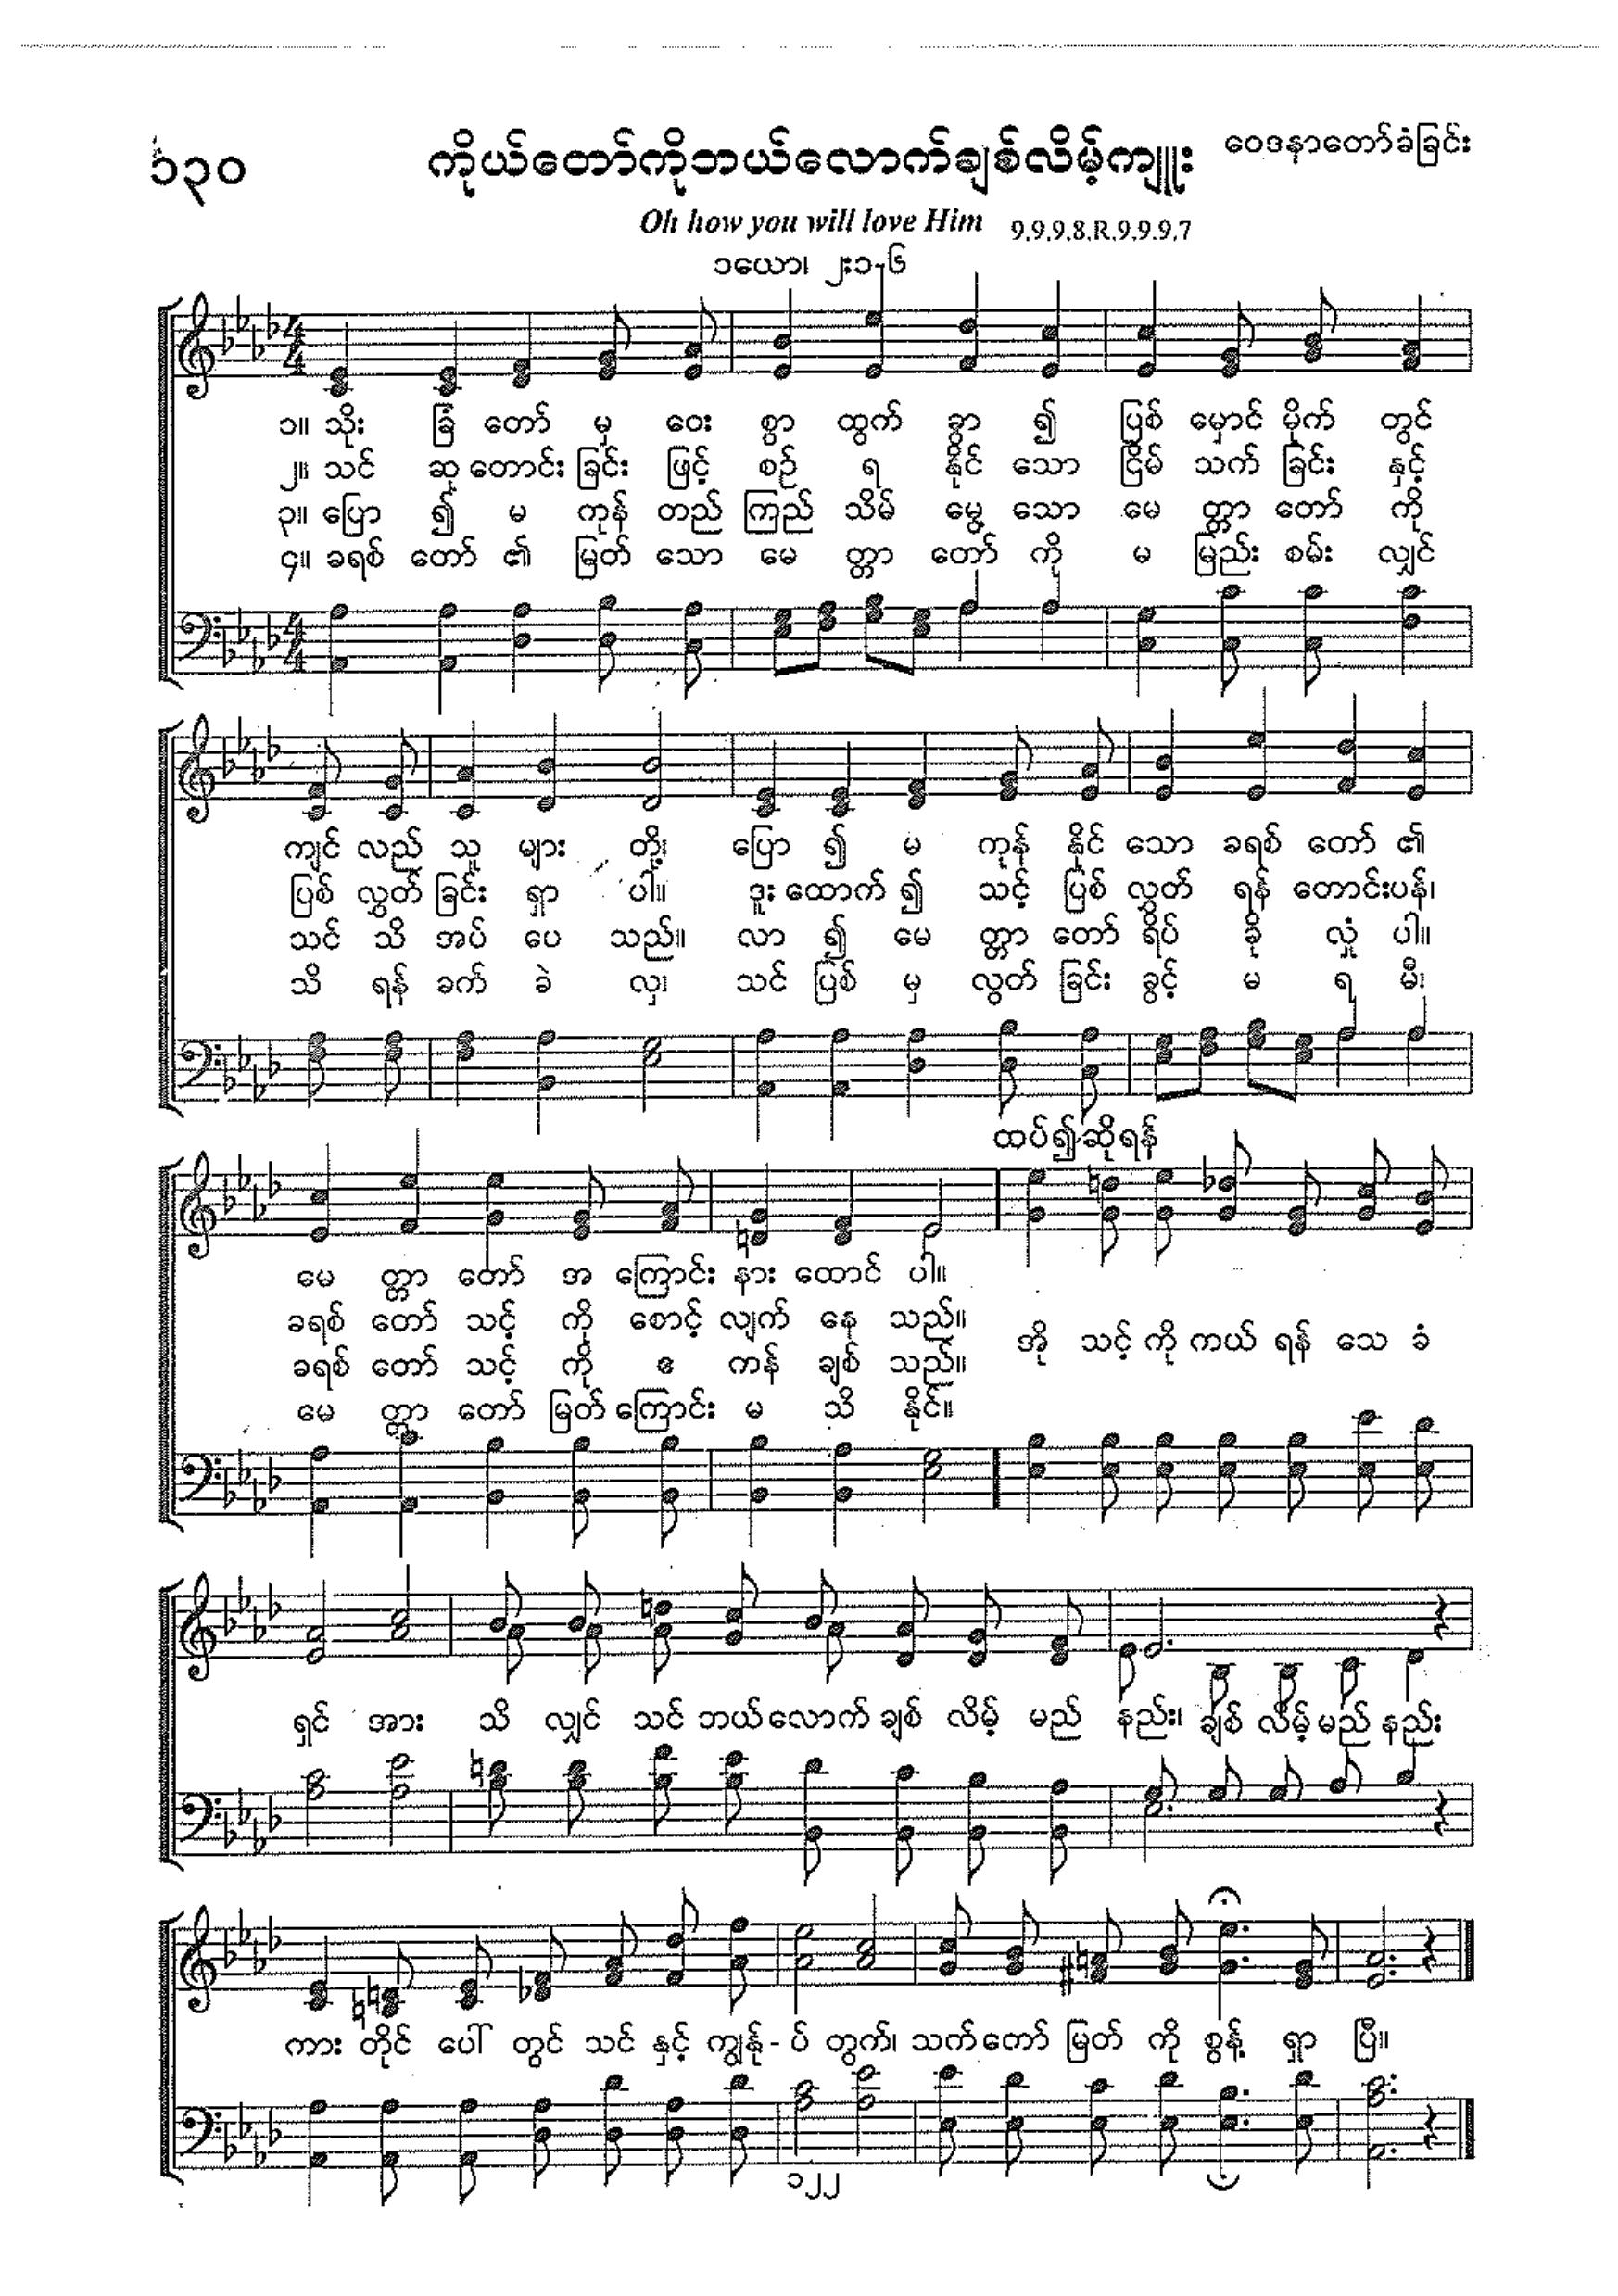 ၁၃၀
ကိုယ်တော်ကိုဘယ်လောက်ချစ်လိမ့်ကျူး
ဝေဒနာတော်ခံခြင်း
Oh how you will love Him 9,9,9,8,R,9,9.9,7
၁ယော၊ ၂း၁-၆
၁။ သိုး ခြံ တော် မှ ဝေး စွာ ထွက် ခွာ ၍ ပြစ် မှောင် မိုက် တွင်
၂။ သင် ဆု တောင်း ခြင်း ဖြင့် စဉ် ရ နိုင် သော ငြိမ် သက် ခြင်း နှင့်
၃။ ပြော ၍ မ ကုန် တည် ကြည် သိမ် မွေ့ သော မေ တ္တာ တော် ကို
၄။ ခရစ် တော် ၏ မြတ် သော မေ တ္တာ တော် ကို မ မြည်း စမ်း လျှင်
ကျင် လည် သူ များ တို့၊ ပြော ၍ မ ကုန် နိုင် သော ခရစ် တော် ၏
ပြစ် လွှတ် ခြင်း ရှာ ပါ။ ဒူး ထောက် ၍ သင့် ပြစ် လွှတ် ရန် တောင်းပန်၊
သင် သိ အပ် ပေ သည်။ လာ ၍ မေ တ္တာ တော် ရိပ် ခို လှုံ ပါ။
သိ ရန် ခက် ခဲ လှ၊ သင် ပြစ် မှ လွတ် ခြင်း ခွင့် မ ရ မီ၊
ထပ်၍ဆိုရန်
မေ တ္တာ တော် အ ကြောင်း နား ထောင် ပါ။
ခရစ် တော် သင့် ကို စောင့် လျက် နေ သည်။
ခရစ် တော် သင့် ကို ဧ ကန် ချစ် သည်။
မေ တ္တာ တော် မြတ် ကြောင်း မ သိ နိုင်။
အို သင့် ကို ကယ် ရန် သေ ခံ
ရှင် အား သိ လျှင် သင် ဘယ်လောက် ချစ် လိမ့် မည် နည်း၊ ချစ် လိမ့် မည် နည်း
ကား တိုင် ပေါ် တွင် သင် နှင့် ကျွန်ု - ပ် တွက်၊ သက်တော် မြတ် ကို စွန့် ရှာ ပြီ။
၁၂၂